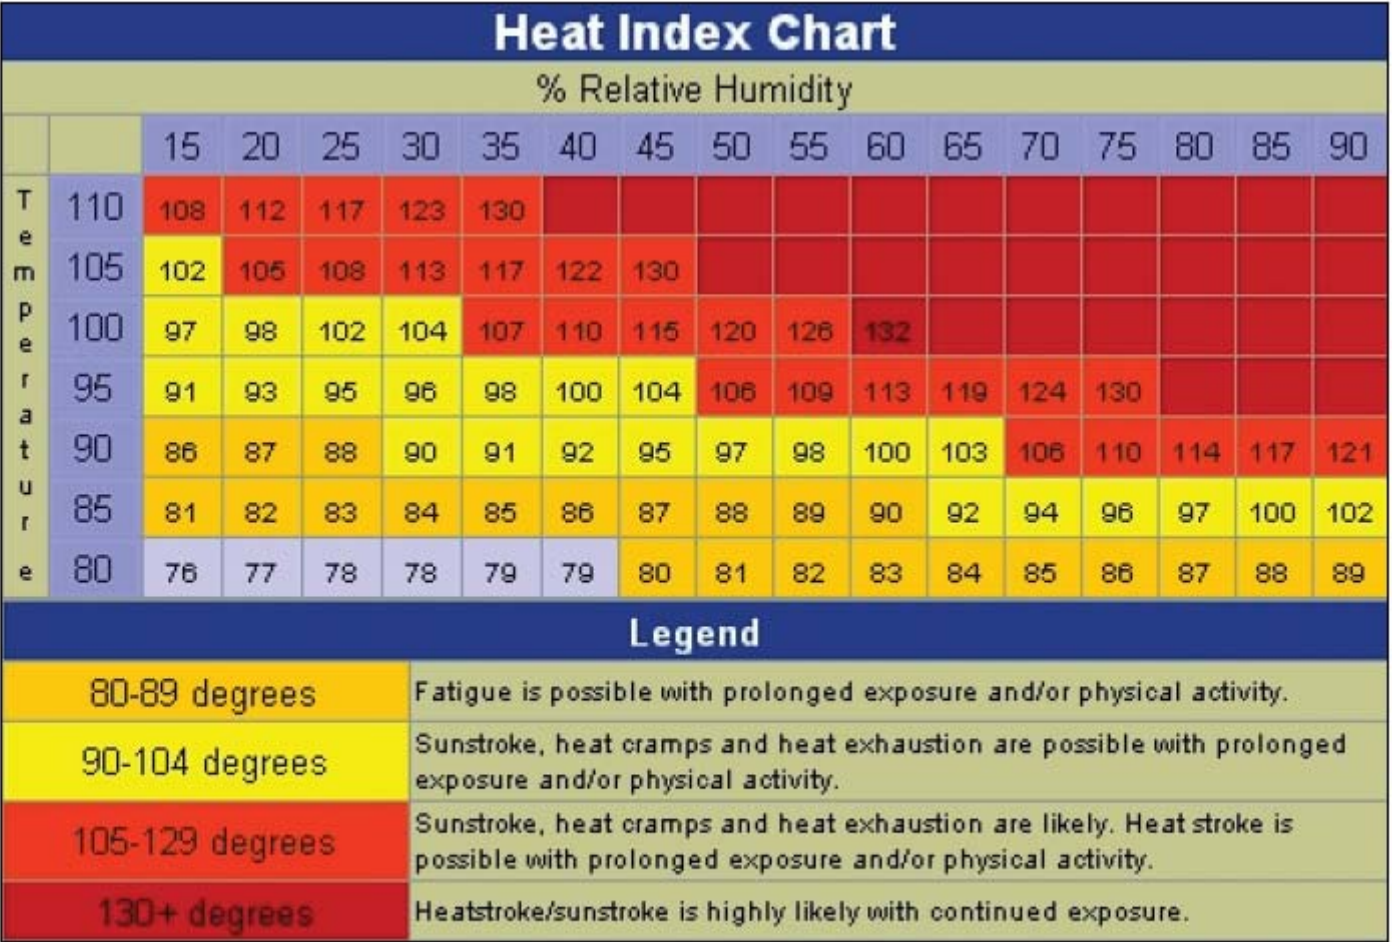 Heat Index Chart
% Relative Humidity
15 20 25 30 35 40 45 50 55 60 65 70 75 80 85 90
Temperature
110 108 112 117 123 130
105 102 105 108 113 117 122 130
100 97 98 102 104 107 110 115 120 126 132
95 91 93 95 96 98 100 104 106 109 113 119 124 130
90 86 87 88 90 91 92 95 97 98 100 103 106 110 114 117 121
85 81 82 83 84 85 86 87 88 89 90 92 94 96 97 100 102
80 76 77 78 78 79 79 80 81 82 83 84 85 86 87 88 89
Legend
80-89 degrees
Fatigue is possible with prolonged exposure and/or physical activity.
90-104 degrees
Sunstroke, heat cramps and heat exhaustion are possible with prolonged
exposure and/or physical activity.
105-129 degrees
Sunstroke, heat cramps and heat exhaustion are likely. Heat stroke is
possible with prolonged exposure and/or physical activity.
130+ degrees
Heatstroke/sunstroke is highly likely with continued exposure.